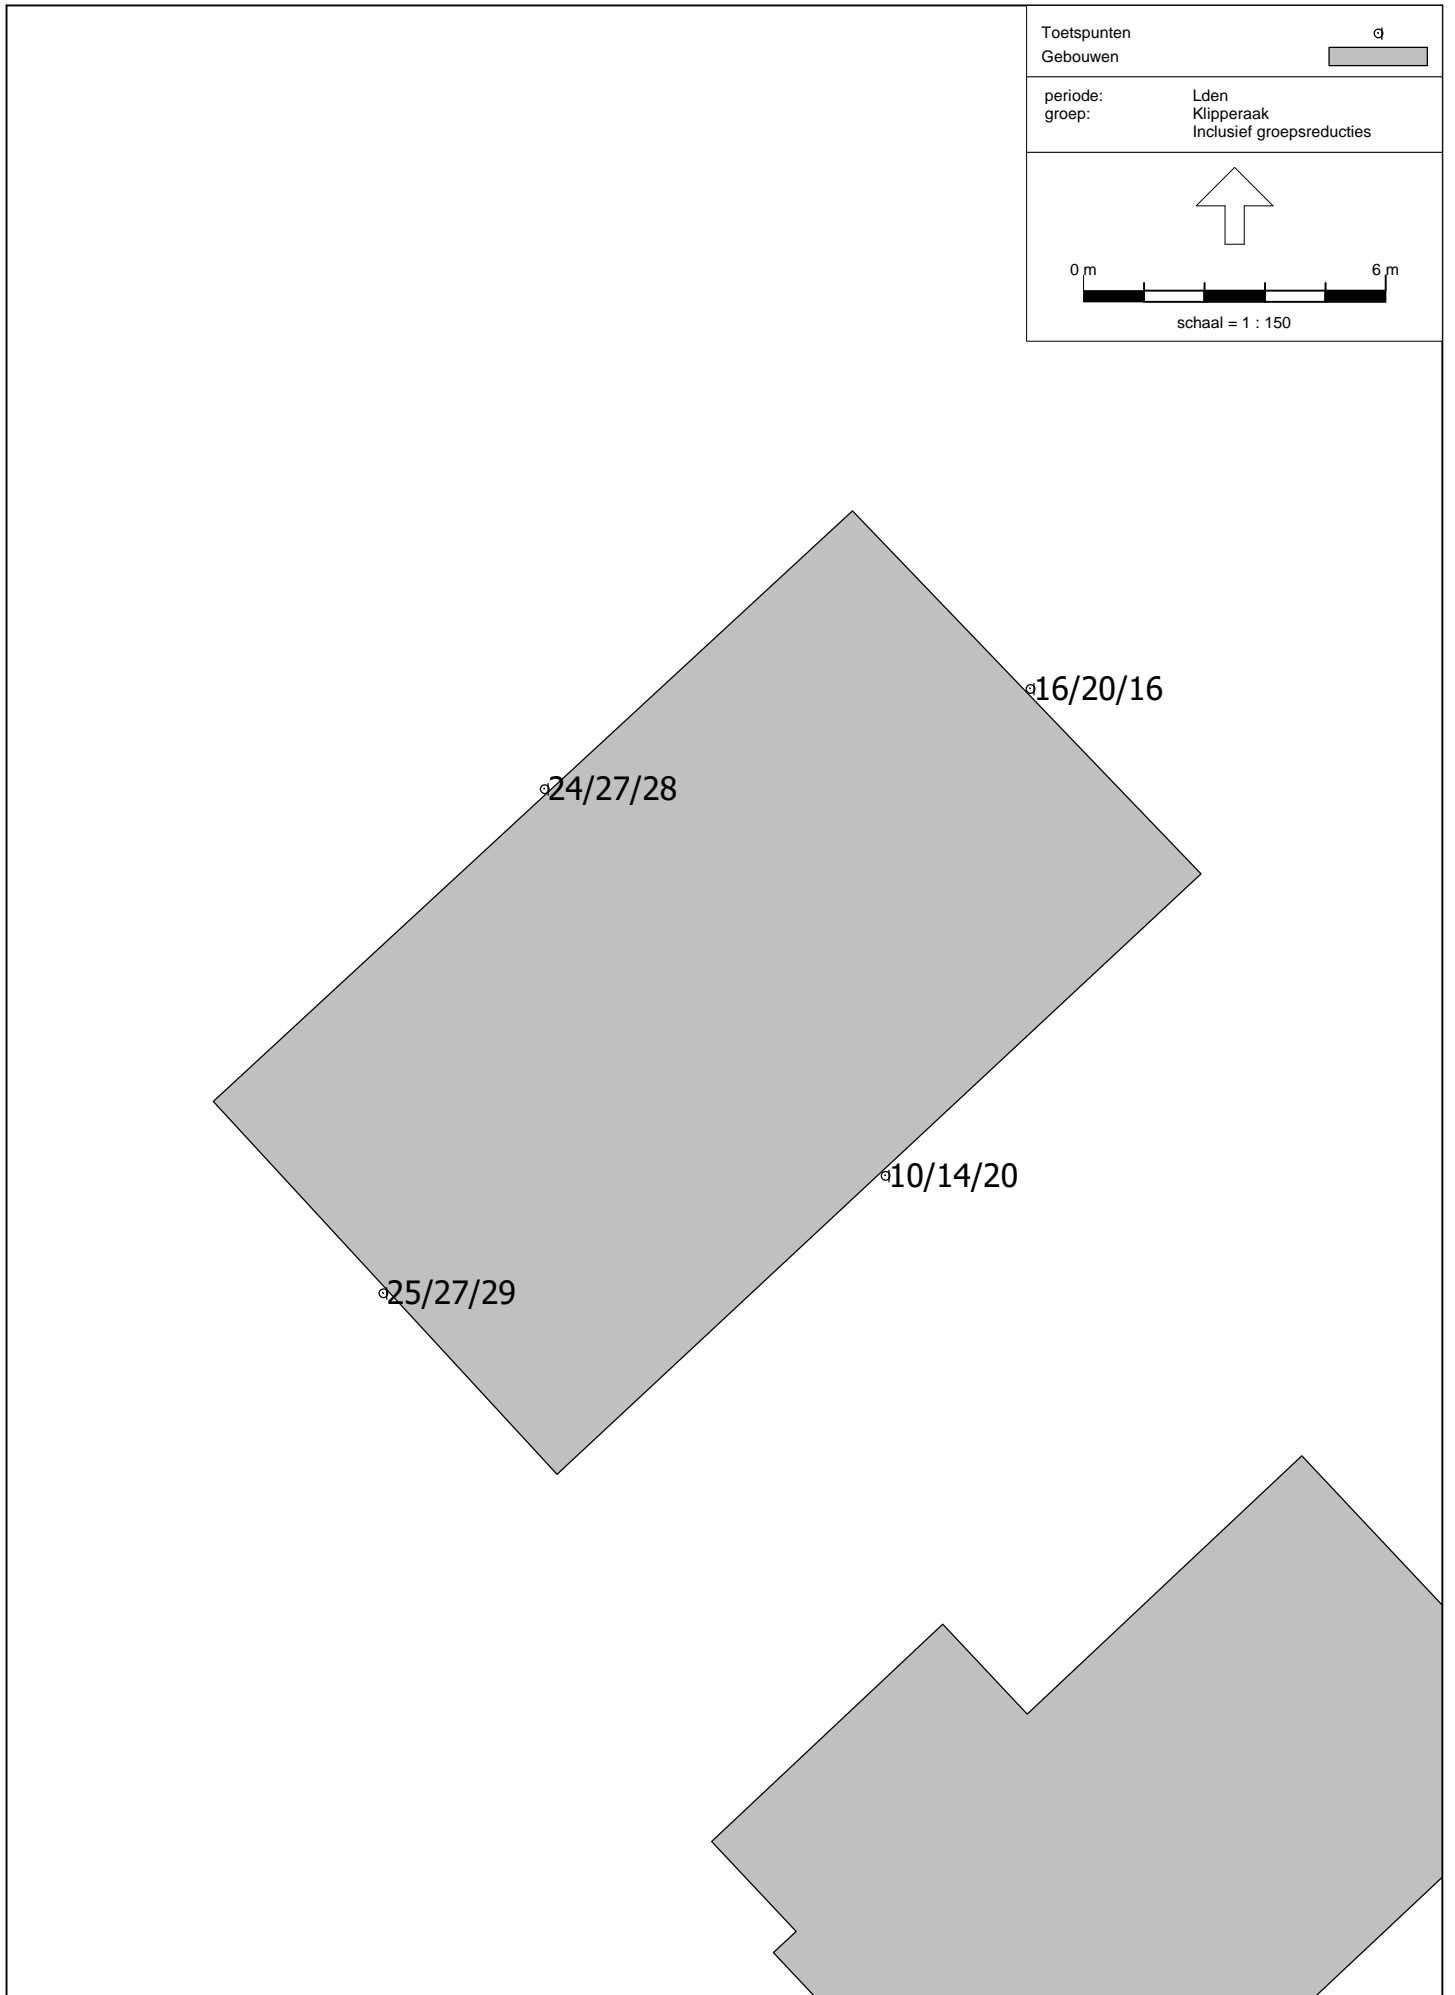 Toetspunten
Gebouwen
periode: Lden
groep: Klipperaak
Inclusief groepsreducties
0 m 6 m
schaal = 1 : 150
16/20/16
24/27/28
10/14/20
25/27/29